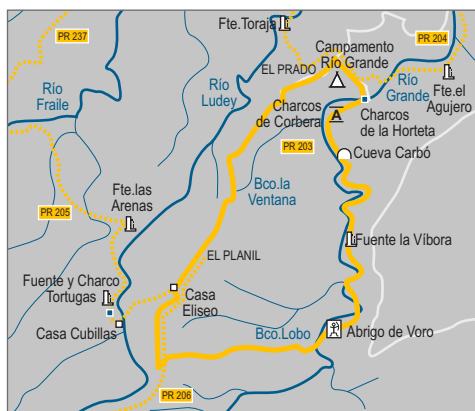 PR 237
Fte.Toraja
PR 204
Campamento
Río Grande
EL PRADO
Río
Fraile
Río
Ludey
Río
Grande
Fte.el
Agujero
Charcos
de Corbera
A
Charcos
de la Horteta
PR 203
Cueva Carbó
Fte.las
Arenas
Bco.la
Ventana
PR 205
Fuente la Víbora
EL PLANIL
Fuente y Charco
Tortugas
Casa
Eliseo
Casa Cubillas
Bco.Lobo
Abrigo de Voro
PR 206